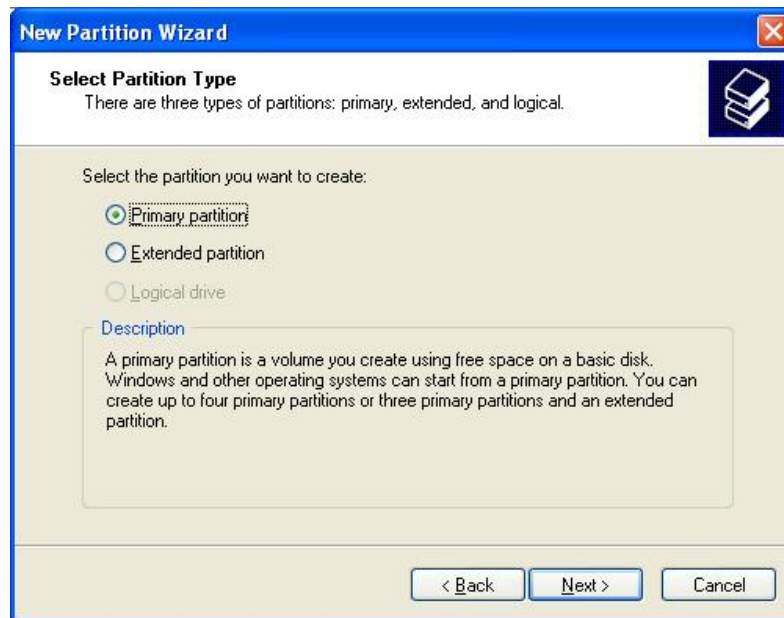 New Partition Wizard
Select Partition Type
There are three types of partitions: primary, extended, and logical.
Select the partition you want to create:
Primary partition
Extended partition
Logical drive
Description
A primary partition is a volume you create using free space on a basic disk.
Windows and other operating systems can start from a primary partition. You can
create up to four primary partitions or three primary partitions and an extended
partition.
< Back
Next >
Cancel